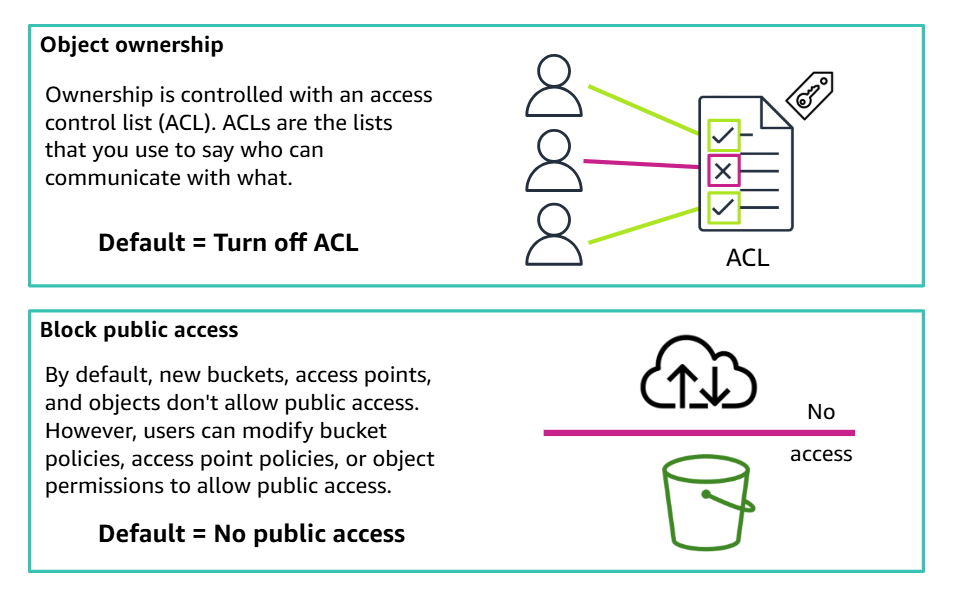 Object ownership
Ownership is controlled with an access
control list (ACL). ACLs are the lists
that you use to say who can
communicate with what.
Default = Turn off ACL
ACL
Block public access
By default, new buckets, access points,
and objects don't allow public access.
However, users can modify bucket
policies, access point policies, or object
permissions to allow public access.
Default = No public access
No
access